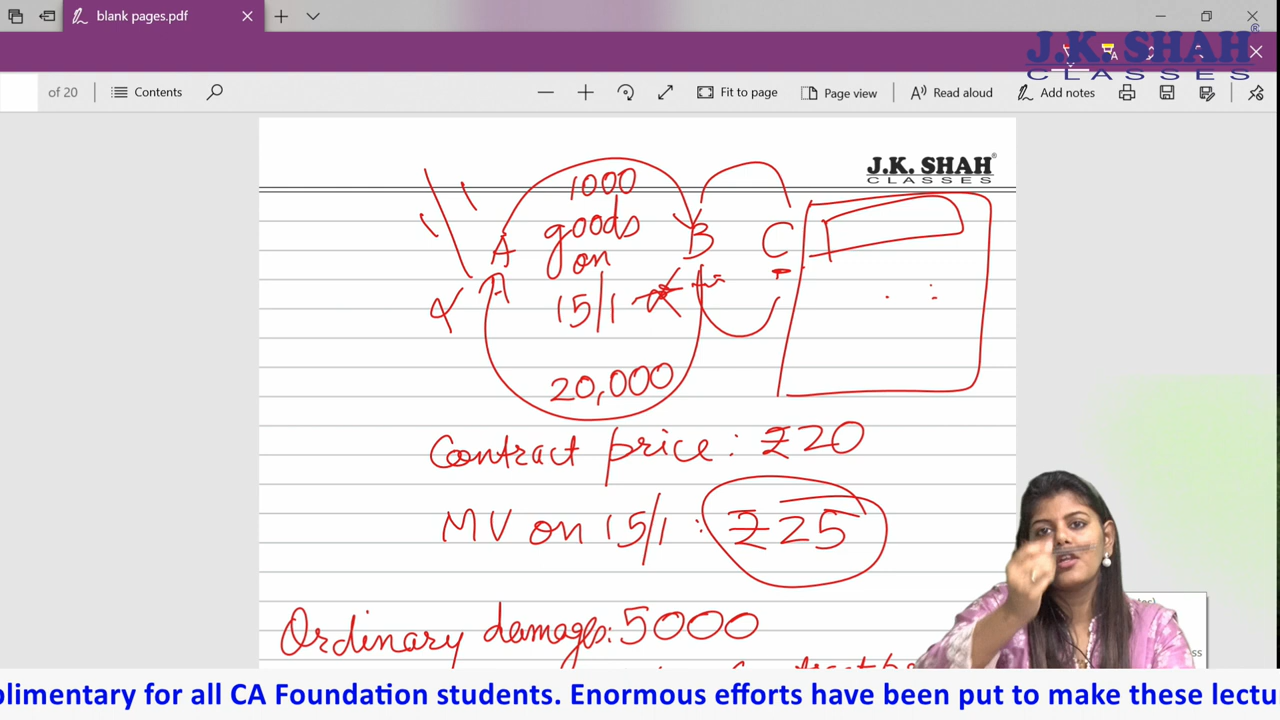 blank pages.pdf
J.K. SHAH®
CLASSES
of 20
Contents
Fit to page
Page view
Read aloud
Add notes
J.K. SHAH®
CLASSES
1000
goods
A
B
C
on
A
15/1
20,000
Contract price: ₹20
MV on 15/1 : ₹25
Ordinary damages: 5000
plimentary for all CA Foundation students. Enormous efforts have been put to make these lectu